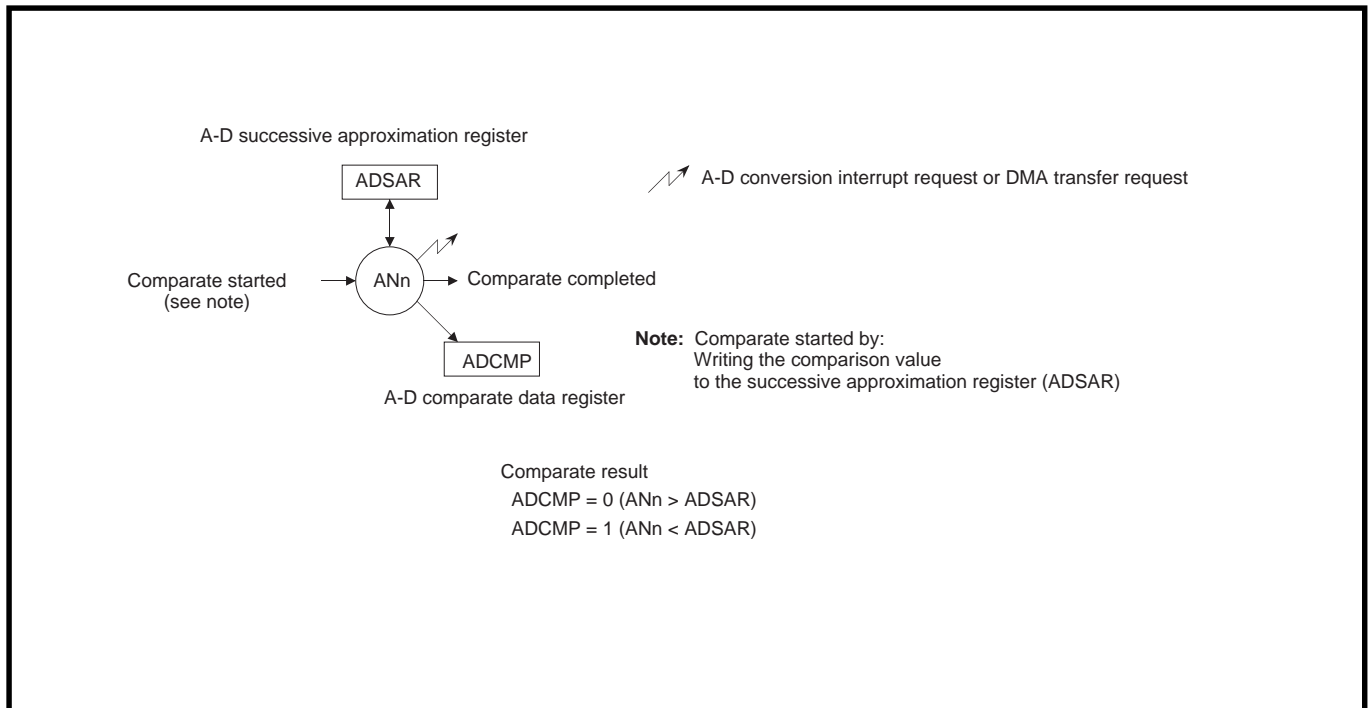 A-D successive approximation register
ADSAR
A-D conversion interrupt request or DMA transfer request
Comparate started
(see note)
ANn
Comparate completed
ADCMP
A-D comparate data register
Note: Comparate started by:
Writing the comparison value
to the successive approximation register (ADSAR)
Comparate result
ADCMP = 0 (ANn > ADSAR)
ADCMP = 1 (ANn < ADSAR)